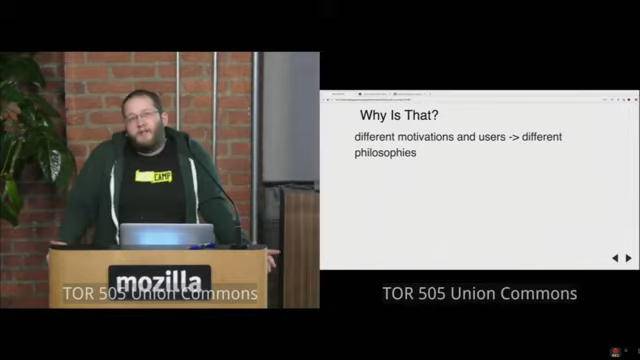 CAMP
mozilla
TOR 505 Union Commons
Why Is That?
different motivations and users -> different
philosophies
TOR 505 Union Commons